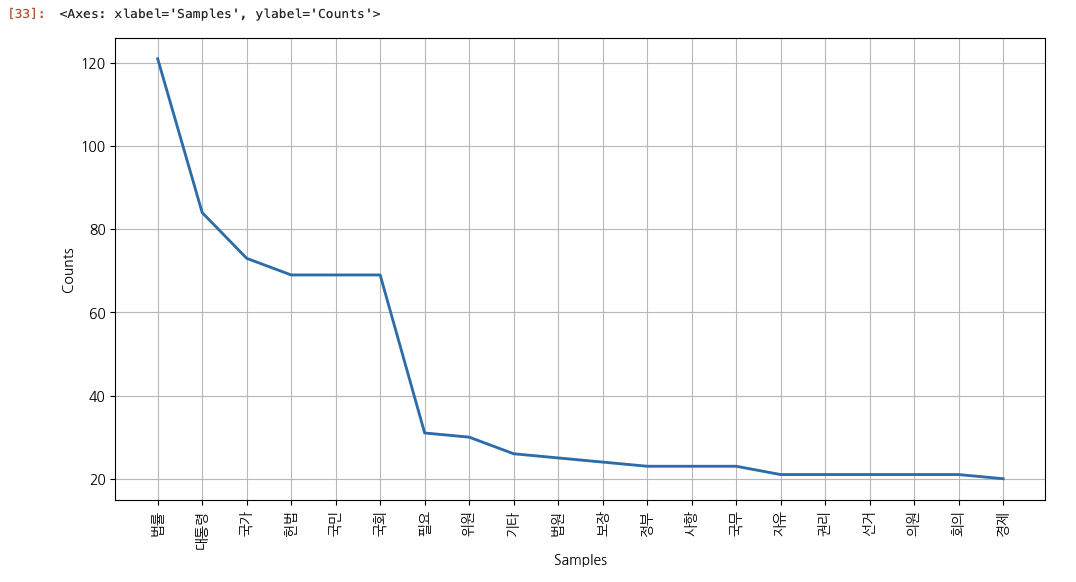 [33]: <Axes: xlabel='Samples', ylabel='Counts'>
120
100
80
60
40
20
Counts
법률 대통령 국가 헌법 국민 국회 필요 위원 기타 법원 보장 정부 사항 국무 자유 권리 선거 의원 회의 경제
Samples